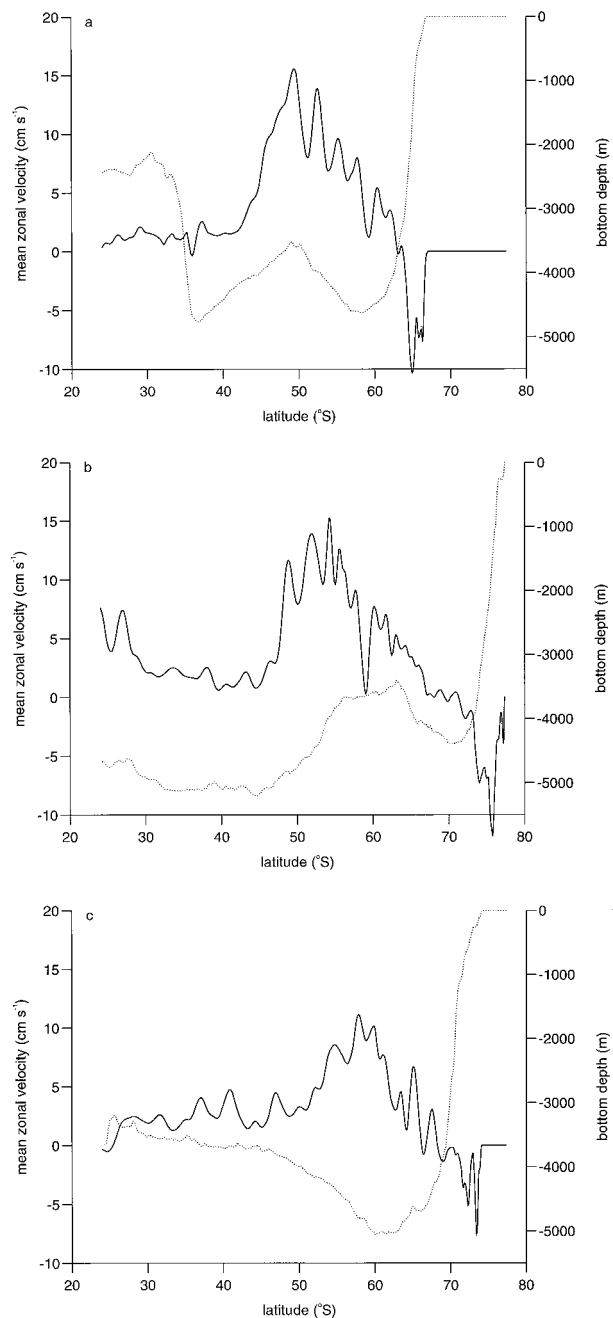 a
20
15
10
5
0
-5
-10
mean zonal velocity (cm s⁻¹)
0
-1000
-2000
-3000
-4000
-5000
bottom depth (m)
20 30 40 50 60 70 80
latitude (°S)
b
20
15
10
5
0
-5
-10
mean zonal velocity (cm s⁻¹)
0
-1000
-2000
-3000
-4000
-5000
bottom depth (m)
20 30 40 50 60 70 80
latitude (°S)
c
20
15
10
5
0
-5
-10
mean zonal velocity (cm s⁻¹)
0
-1000
-2000
-3000
-4000
-5000
bottom depth (m)
20 30 40 50 60 70 80
latitude (°S)